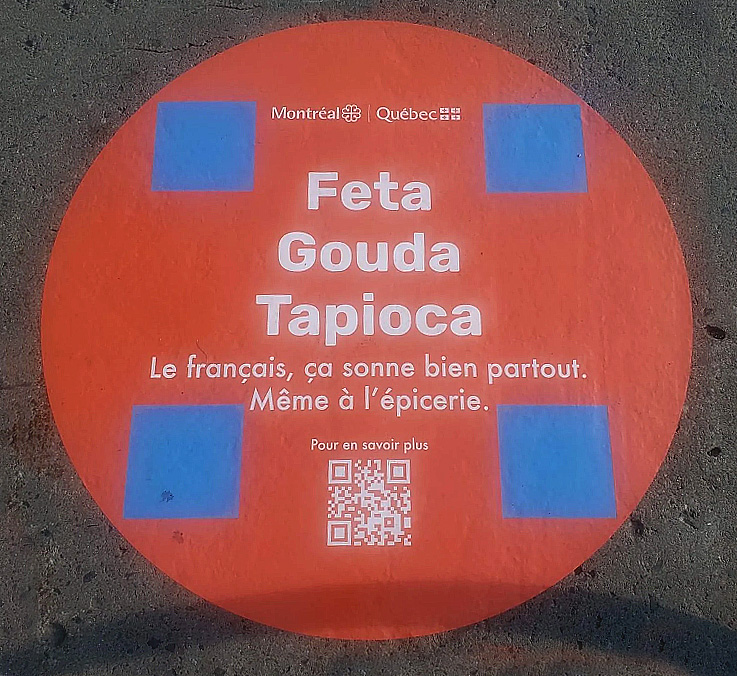 Montréal | Québec
Feta
Gouda
Tapioca
Le français, ça sonne bien partout.
Même à l'épicerie.
Pour en savoir plus